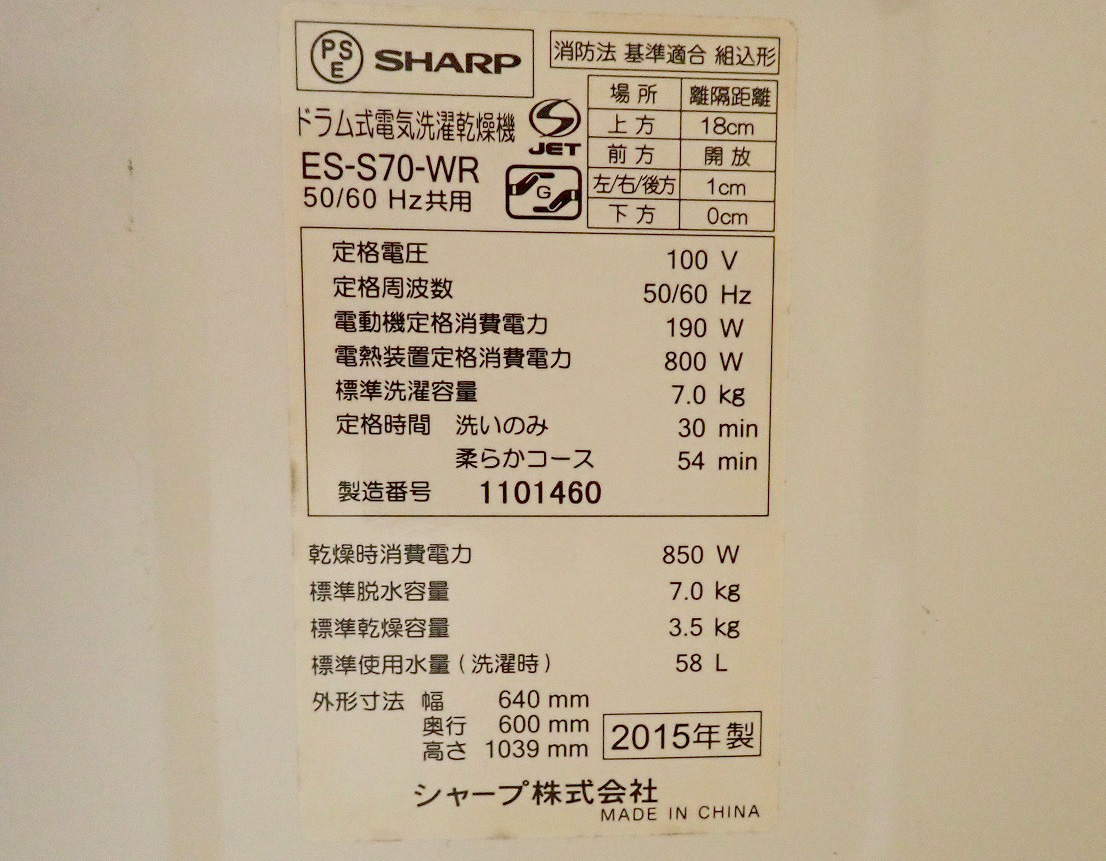 PSE SHARP
消防法 基準適合 組込形
場所 離隔距離
上方 18cm
前方 開放
左/右/後方 1cm
下方 0cm
ドラム式電気洗濯乾燥機
ES-S70-WR
50/60 Hz共用
S JET
G
定格電圧 100 V
定格周波数 50/60 Hz
電動機定格消費電力 190 W
電熱装置定格消費電力 800 W
標準洗濯容量 7.0 kg
定格時間 洗いのみ 30 min
柔らかコース 54 min
製造番号 1101460
乾燥時消費電力 850 W
標準脱水容量 7.0 kg
標準乾燥容量 3.5 kg
標準使用水量(洗濯時) 58 L
外形寸法 幅 640 mm
奥行 600 mm
高さ 1039 mm
2015年製
シャープ株式会社
MADE IN CHINA